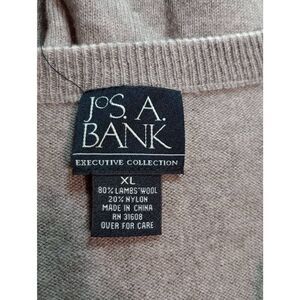 JOS. A.
BANK
EXECUTIVE COLLECTION
XL
80% LAMBS' WOOL
20% NYLON
MADE IN CHINA
RN 31608
OVER FOR CARE